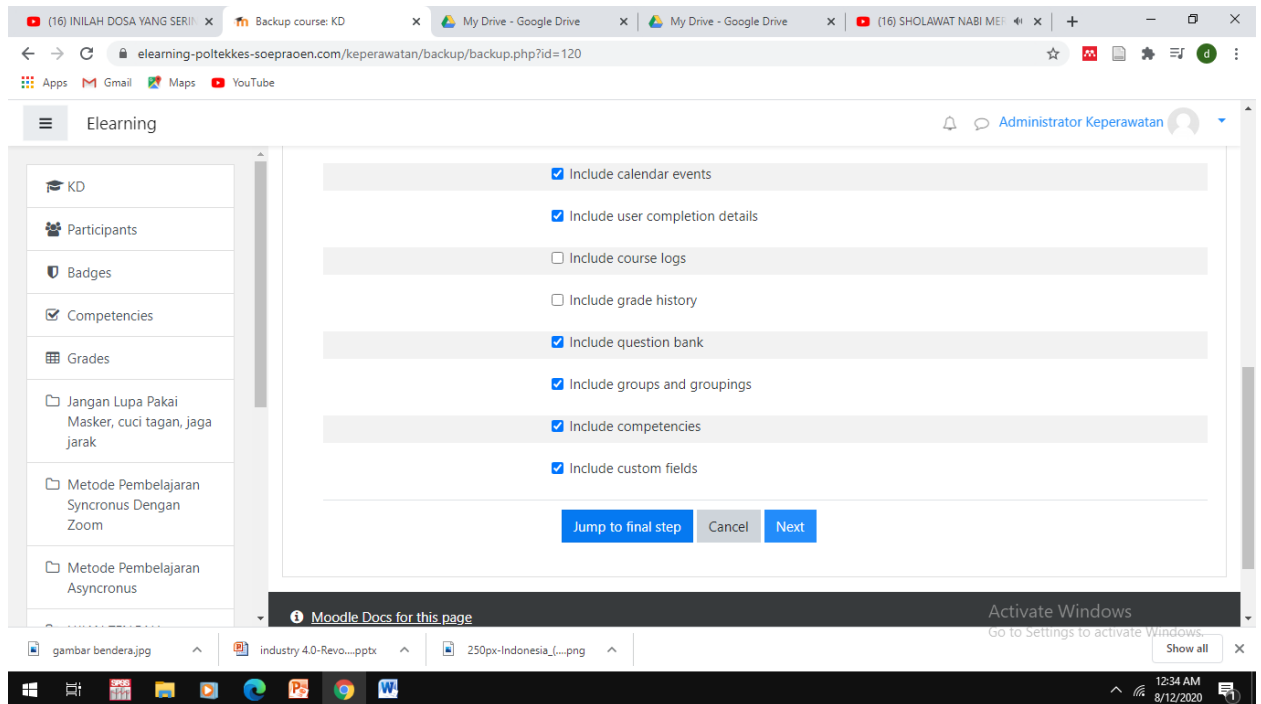 (16) INILAH DOSA YANG SERIN
Backup course: KD
My Drive - Google Drive
My Drive - Google Drive
(16) SHOLAWAT NABI MER
elearning-poltekkes-soepraoen.com/keperawatan/backup/backup.php?id=120
d
Apps
Gmail
Maps
YouTube
Elearning
Administrator Keperawatan
KD
Participants
Badges
Competencies
Grades
Jangan Lupa Pakai
Masker, cuci tagan, jaga
jarak
Metode Pembelajaran
Syncronus Dengan
Zoom
Metode Pembelajaran
Asyncronus
Include calendar events
Include user completion details
Include course logs
Include grade history
Include question bank
Include groups and groupings
Include competencies
Include custom fields
Jump to final step
Cancel
Next
Moodle Docs for this page
Activate Windows
Go to Settings to activate Windows.
gambar bendera.jpg
industry 4.0-Revo....pptx
250px-Indonesia_(....png
Show all
SPSS
12:34 AM
8/12/2020
1